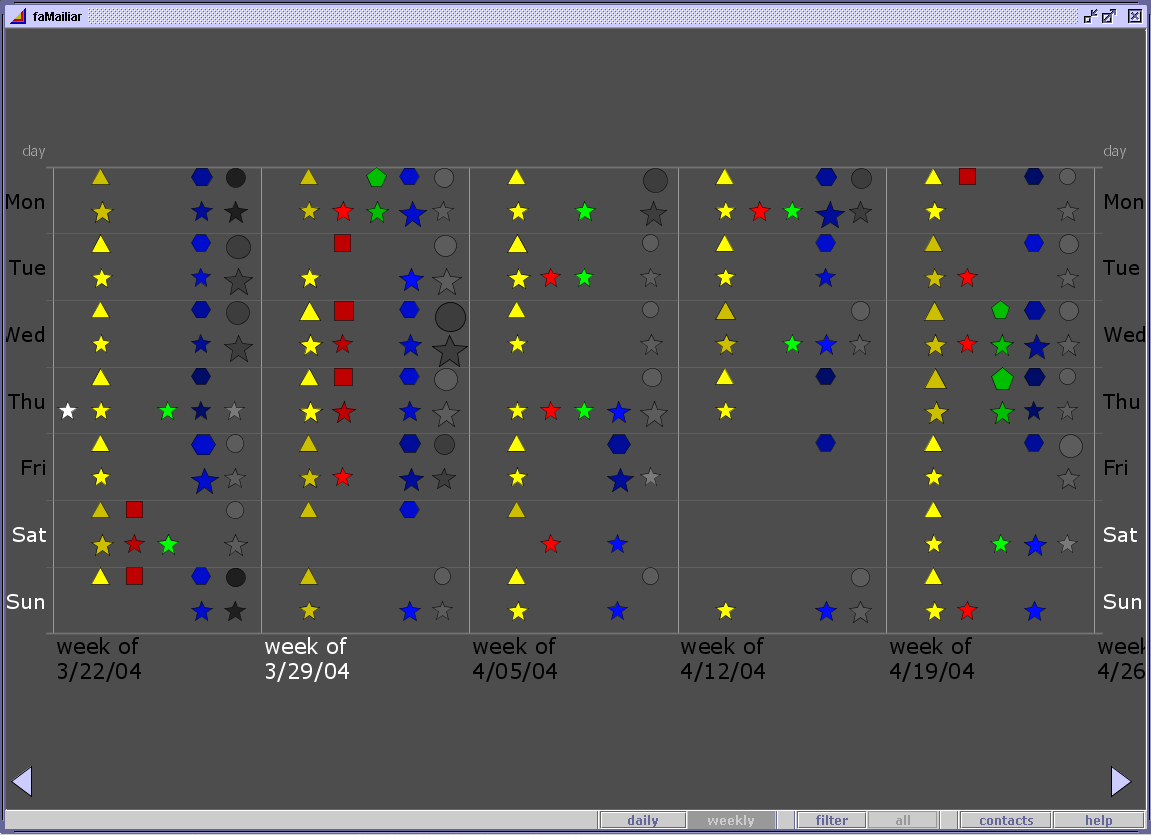 faMailiar
day day
Mon Mon
Tue Tue
Wed Wed
Thu Thu
Fri Fri
Sat Sat
Sun Sun
week of week of week of week of week of week
3/22/04 3/29/04 4/05/04 4/12/04 4/19/04 4/26
daily weekly filter all contacts help